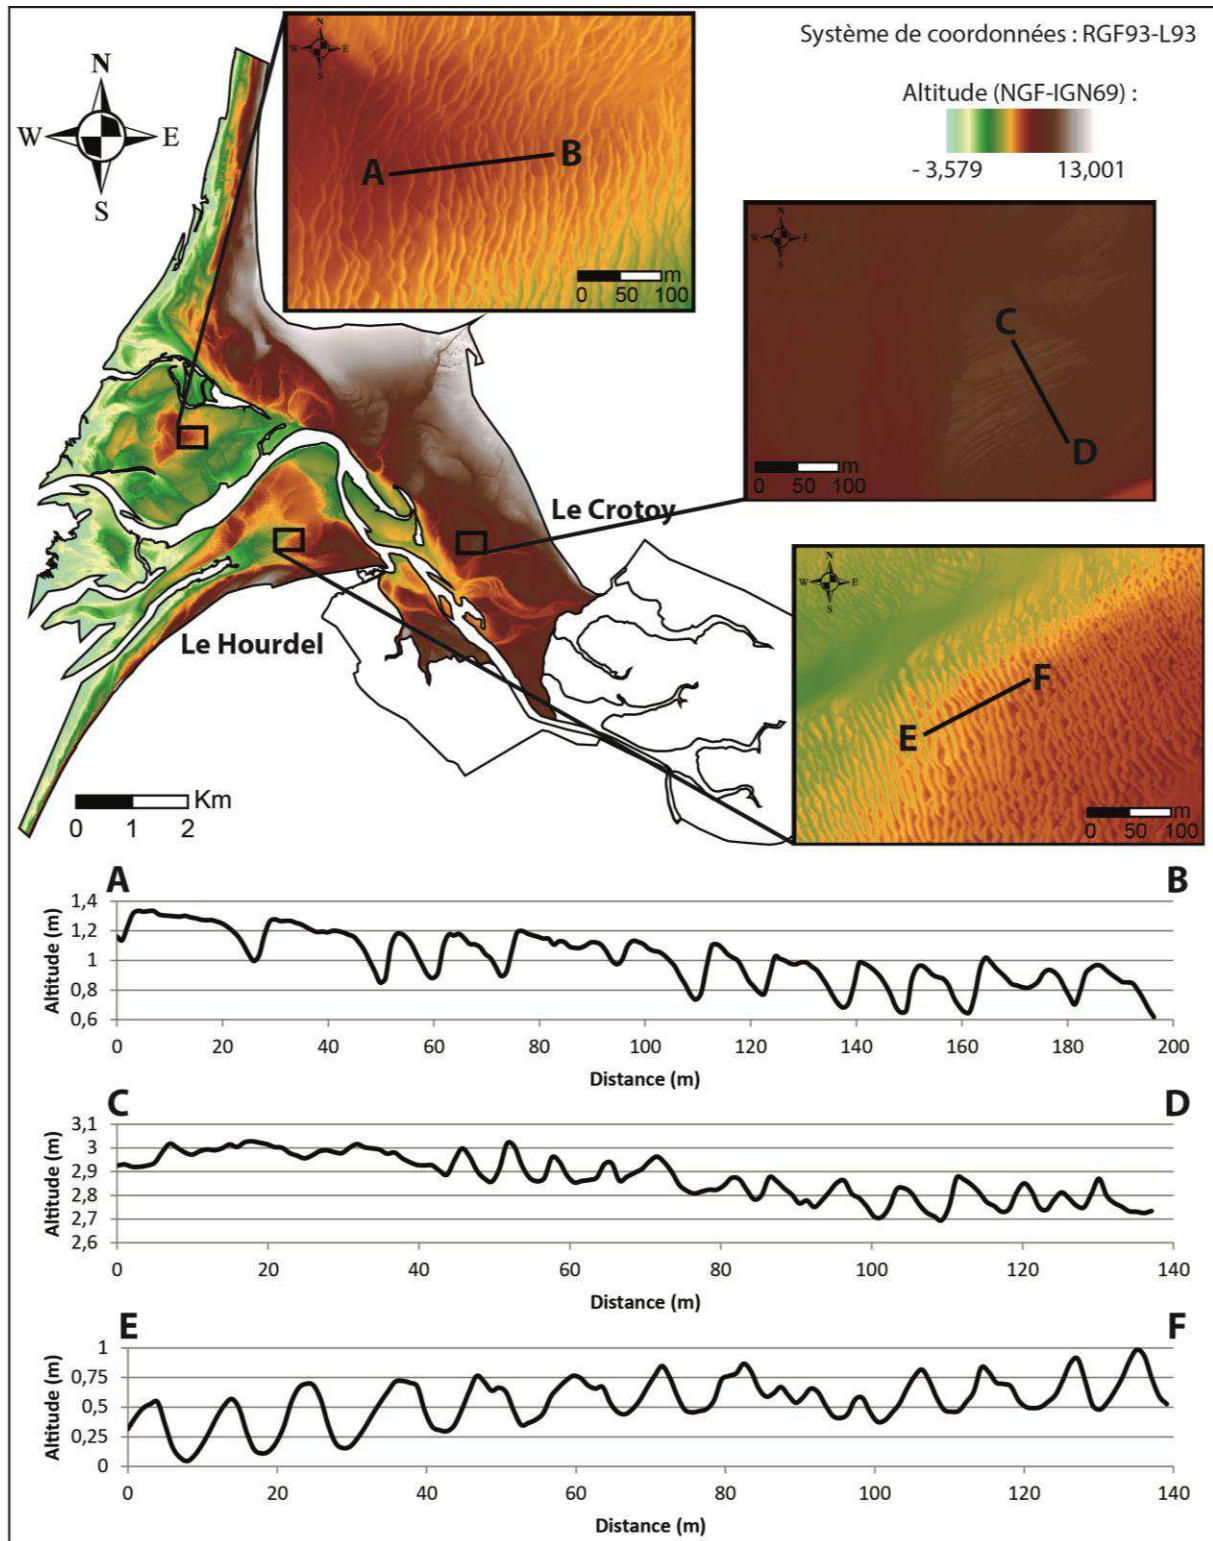 Système de coordonnées : RGF93-L93
Altitude (NGF-IGN69) :
- 3,579 13,001
N
W E
S
N
W E
S
A B
m
0 50 100
N
W E
S
C
D
m
0 50 100
Le Crotoy
Le Hourdel
N
W E
S
F
E
m
0 50 100
Km
0 1 2
A B
Altitude (m)
1,4
1,2
1
0,8
0,6
0 20 40 60 80 100 120 140 160 180 200
Distance (m)
C D
Altitude (m)
3,1
3
2,9
2,8
2,7
2,6
0 20 40 60 80 100 120 140
Distance (m)
E F
Altitude (m)
1
0,75
0,5
0,25
0
0 20 40 60 80 100 120 140
Distance (m)